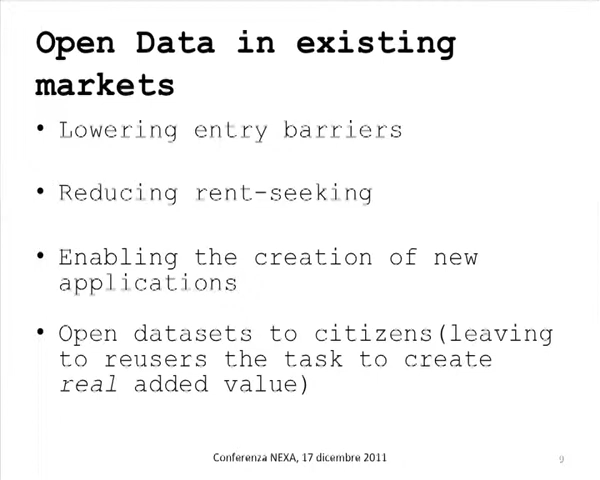 Open Data in existing
markets
• Lowering entry barriers
• Reducing rent-seeking
• Enabling the creation of new
applications
• Open datasets to citizens(leaving
to reusers the task to create
real added value)
Conferenza NEXA, 17 dicembre 2011
9